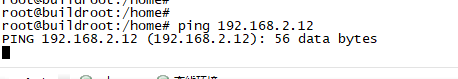 root@buildroot:/home#
root@buildroot:/home#
root@buildroot:/home# ping 192.168.2.12
PING 192.168.2.12 (192.168.2.12): 56 data bytes